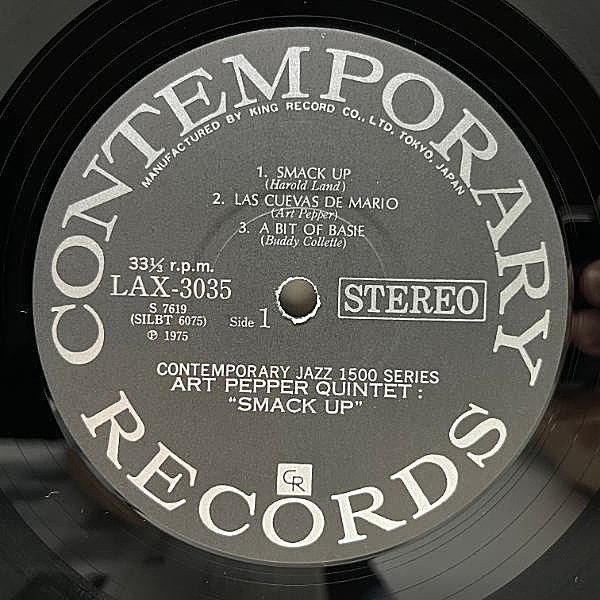 CONTEMPORARY
MANUFACTURED BY KING RECORD CO., LTD. TOKYO, JAPAN
1. SMACK UP
(Harold Land)
2. LAS CUEVAS DE MARIO
(Art Pepper)
3. A BIT OF BASIE
(Buddy Collette)
33⅓ r.p.m.
LAX-3035
S 7619
(SILBT 6075)
Ⓟ 1975
Side 1
STEREO
CONTEMPORARY JAZZ 1500 SERIES
ART PEPPER QUINTET :
“SMACK UP”
CR
RECORDS